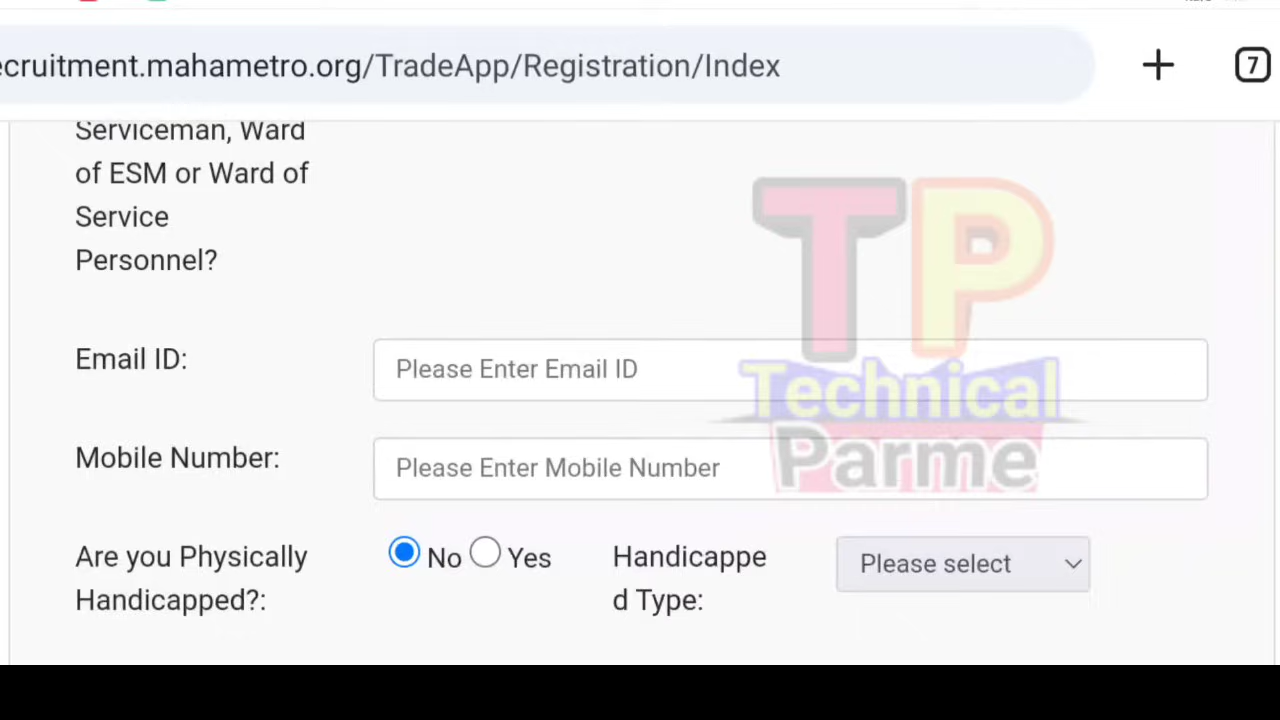 ecruitment.mahametro.org/TradeApp/Registration/Index
7
Serviceman, Ward
of ESM or Ward of
Service
Personnel?
TP
Technical
Parme
Email ID:
Please Enter Email ID
Mobile Number:
Please Enter Mobile Number
Are you Physically
Handicapped?:
No Yes
Handicappe
d Type:
Please select